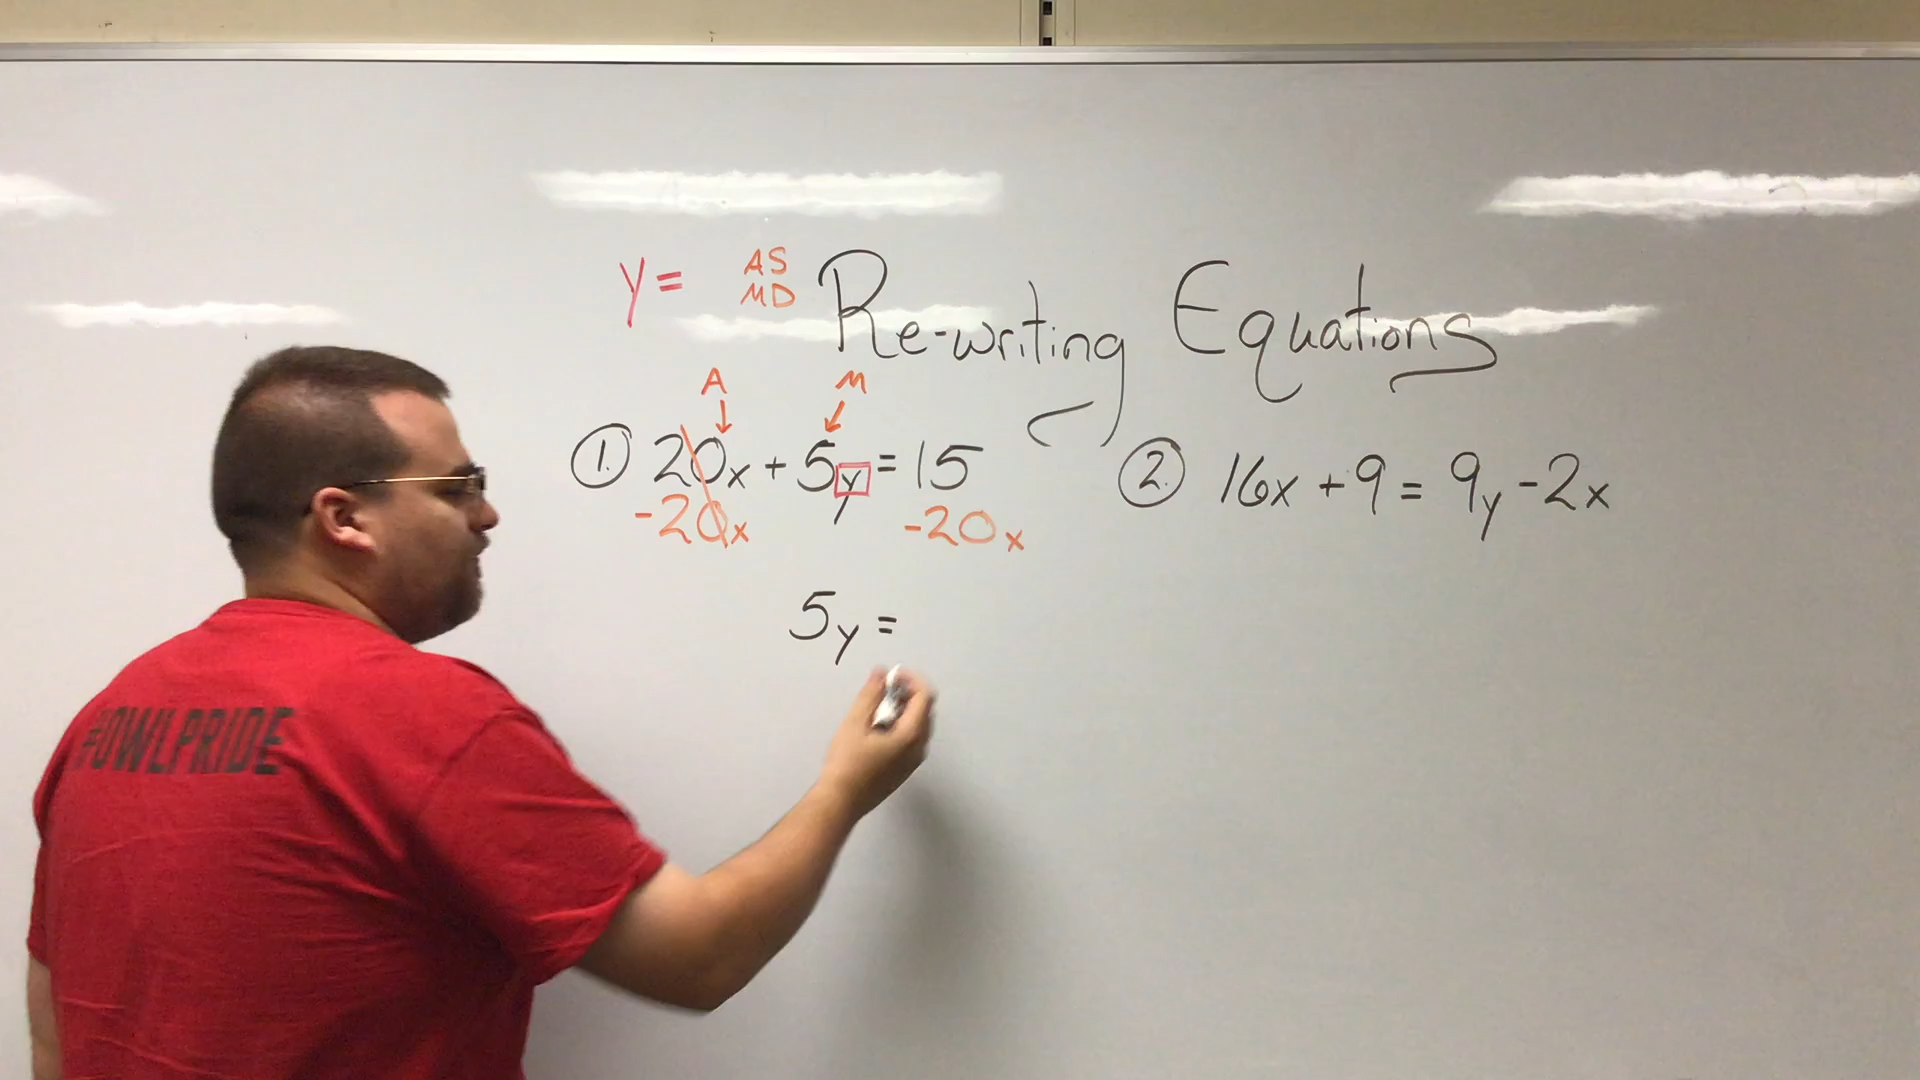 y= AS
MD
Re-writing Equations
A M
1. 20x + 5y = 15
-20x -20x
2. 16x + 9 = 9y - 2x
5y =
#OWLPRIDE